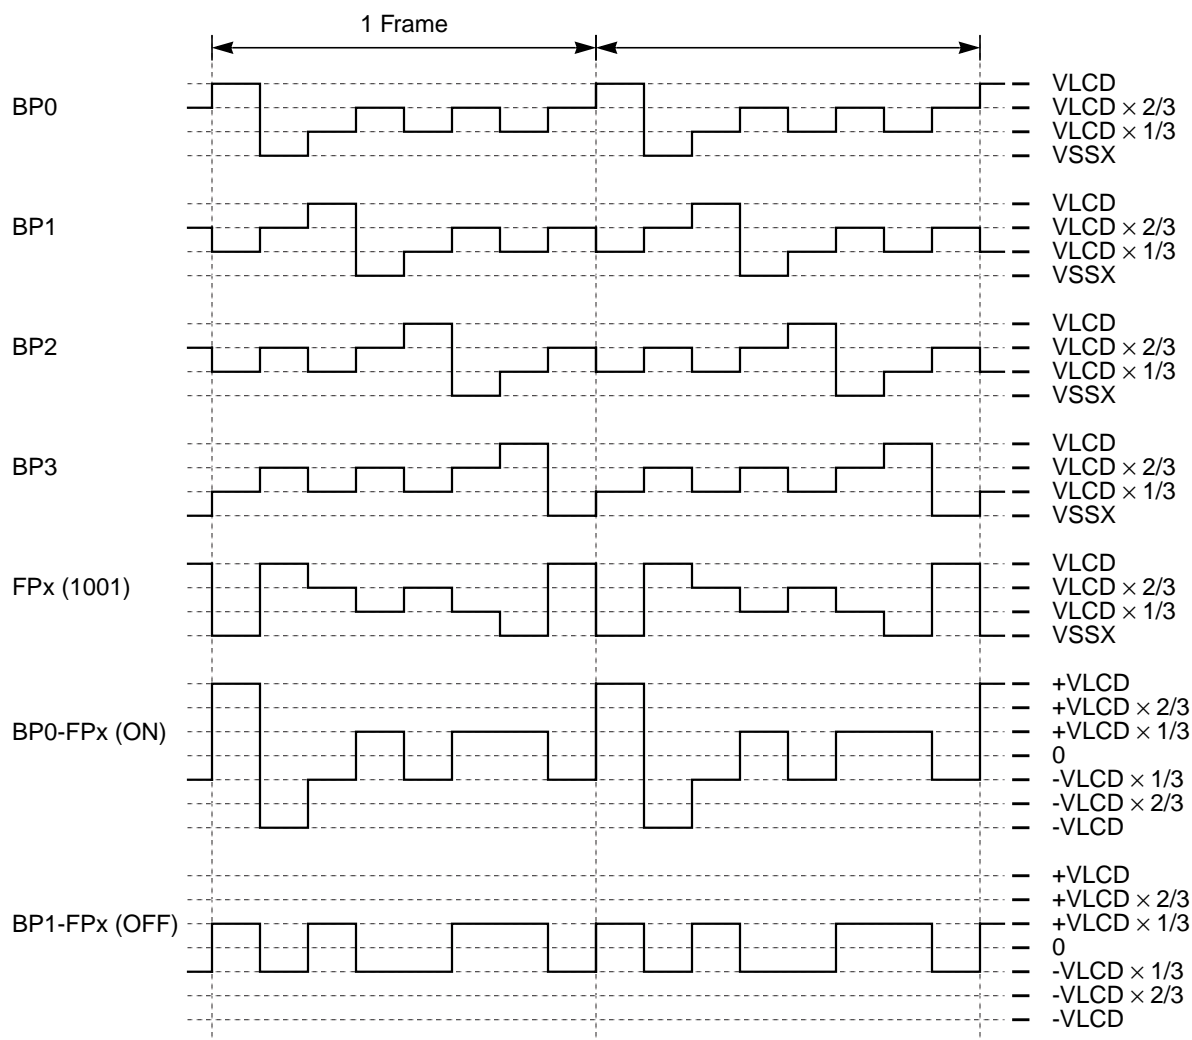 1 Frame
BP0
VLCD
VLCD × 2/3
VLCD × 1/3
VSSX
BP1
VLCD
VLCD × 2/3
VLCD × 1/3
VSSX
BP2
VLCD
VLCD × 2/3
VLCD × 1/3
VSSX
BP3
VLCD
VLCD × 2/3
VLCD × 1/3
VSSX
FPx (1001)
VLCD
VLCD × 2/3
VLCD × 1/3
VSSX
BP0-FPx (ON)
+VLCD
+VLCD × 2/3
+VLCD × 1/3
0
-VLCD × 1/3
-VLCD × 2/3
-VLCD
BP1-FPx (OFF)
+VLCD
+VLCD × 2/3
+VLCD × 1/3
0
-VLCD × 1/3
-VLCD × 2/3
-VLCD